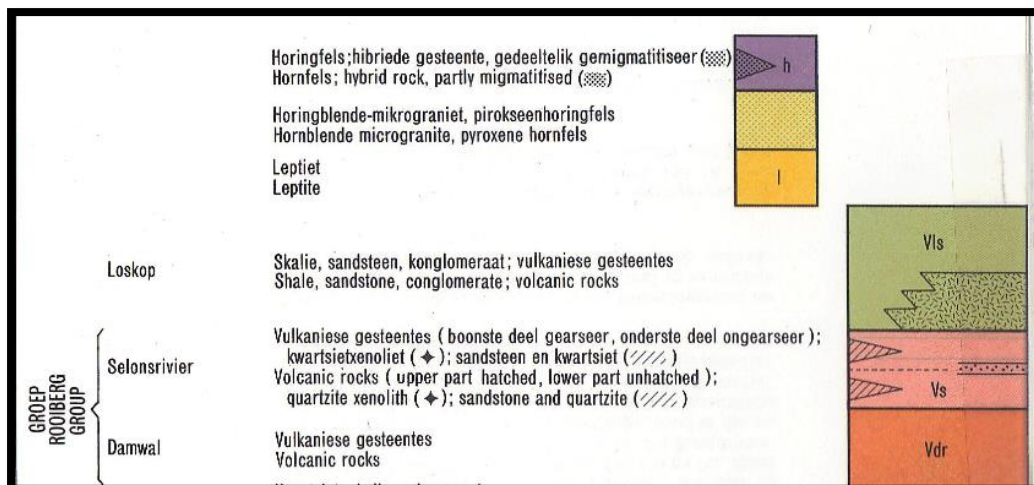 Horingfels; hibriede gesteente, gedeeltelik gemigmatitiseer ( )
Hornfels; hybrid rock, partly migmatitised ( )
h
Horingblende-mikrograniet, pirokseenhoringfels
Hornblende microgranite, pyroxene hornfels
Leptiet
Leptite
l
Loskop
Skalie, sandsteen, konglomeraat; vulkaniese gesteentes
Shale, sandstone, conglomerate; volcanic rocks
Vls
GROEP
ROOIBERG
GROUP
Selonsrivier
Vulkaniese gesteentes ( boonste deel gearseer, onderste deel ongearseer );
kwartsietxenoliet ( ✦ ); sandsteen en kwartsiet ( //// )
Volcanic rocks ( upper part hatched, lower part unhatched );
quartzite xenolith ( ✦ ); sandstone and quartzite ( //// )
Vs
Damwal
Vulkaniese gesteentes
Volcanic rocks
Vdr